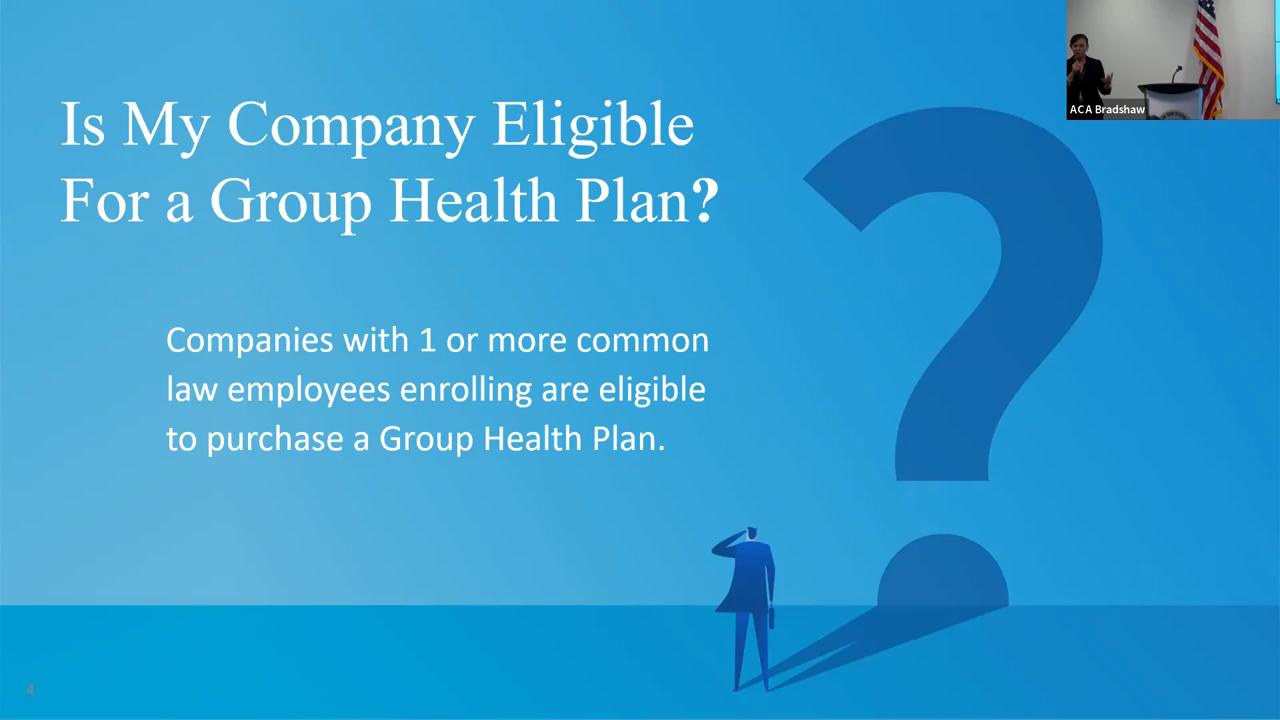 ACA Bradshaw
Is My Company Eligible
For a Group Health Plan?
Companies with 1 or more common
law employees enrolling are eligible
to purchase a Group Health Plan.
4